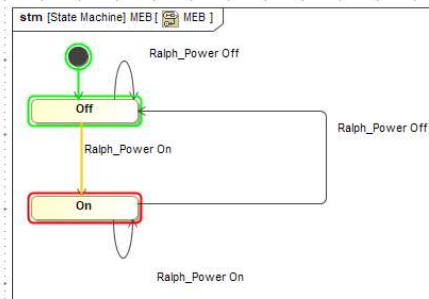 stm [State Machine] MEB [ MEB ]
Ralph_Power Off
Off
Ralph_Power Off
Ralph_Power On
On
Ralph_Power On